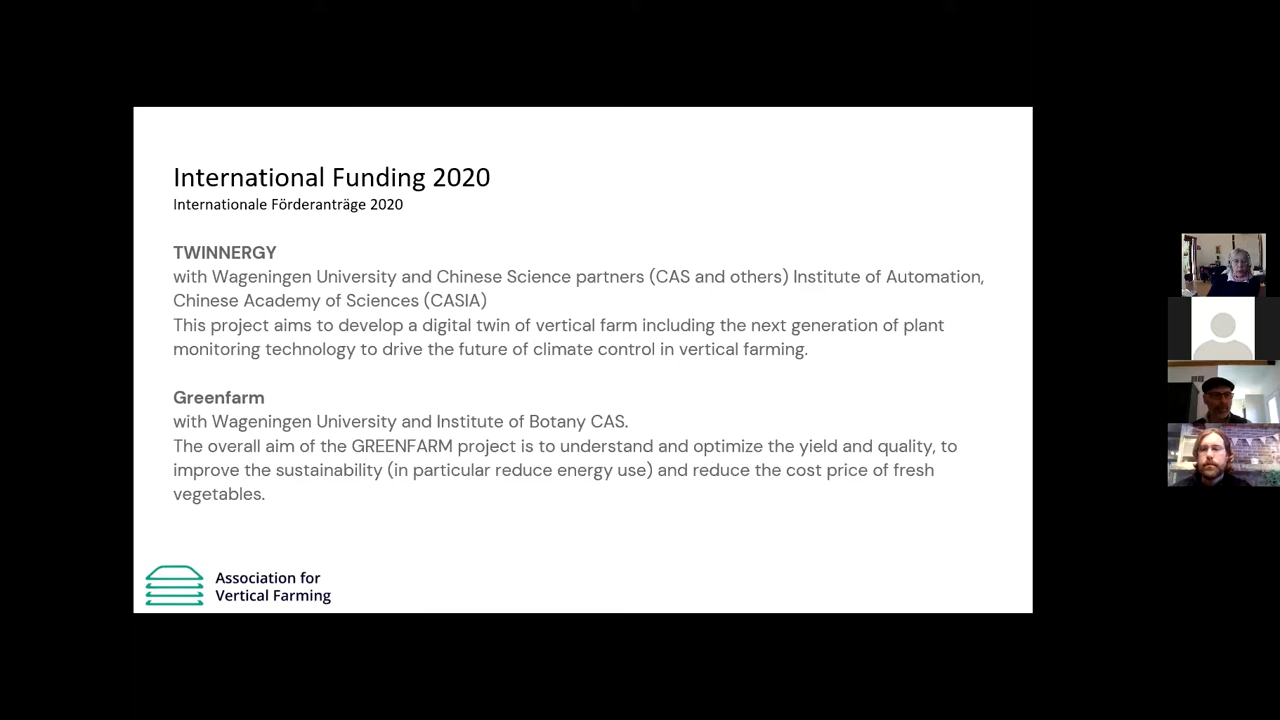 International Funding 2020
Internationale Förderanträge 2020
TWINNERGY
with Wageningen University and Chinese Science partners (CAS and others) Institute of Automation,
Chinese Academy of Sciences (CASIA)
This project aims to develop a digital twin of vertical farm including the next generation of plant
monitoring technology to drive the future of climate control in vertical farming.
Greenfarm
with Wageningen University and Institute of Botany CAS.
The overall aim of the GREENFARM project is to understand and optimize the yield and quality, to
improve the sustainability (in particular reduce energy use) and reduce the cost price of fresh
vegetables.
Association for
Vertical Farming